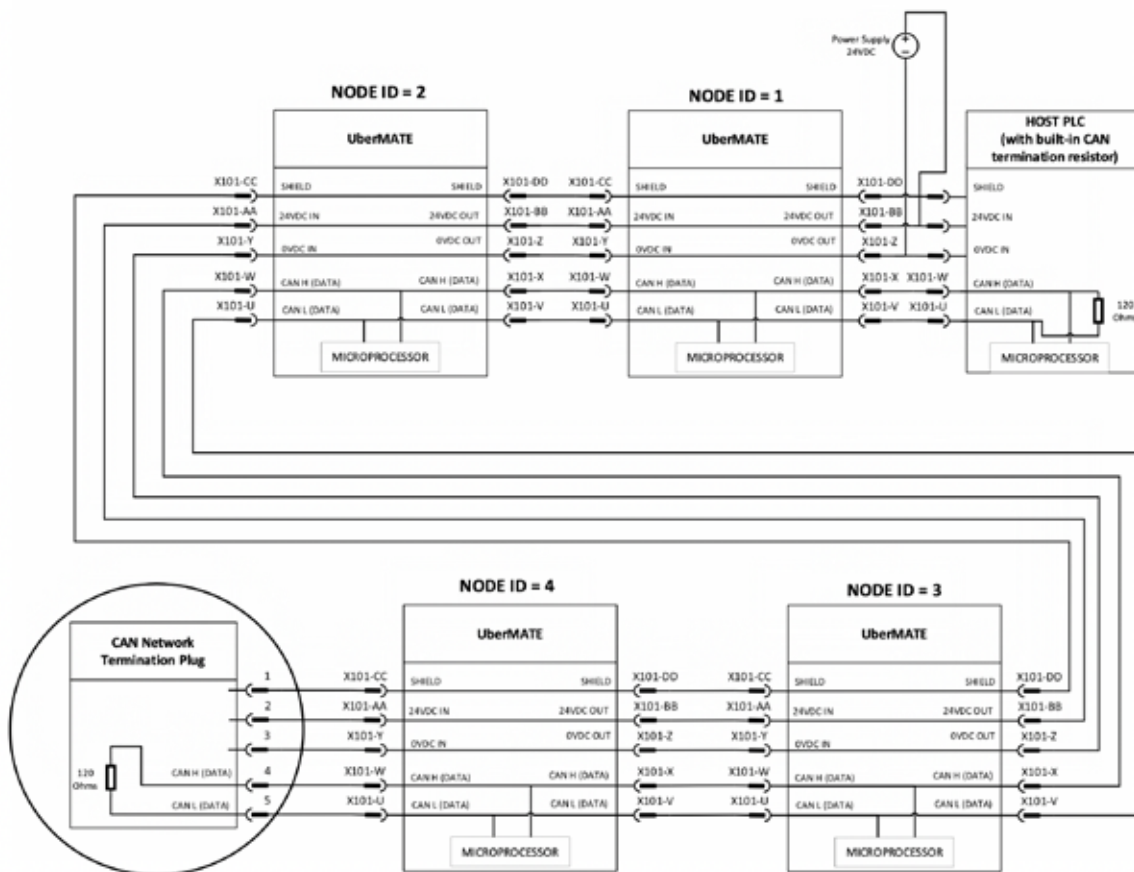 Power Supply
24VDC
NODE ID = 2
NODE ID = 1
UberMATE
UberMATE
HOST PLC
(with built-in CAN
termination resistor)
X101-CC
SHIELD
SHIELD
X101-DD
X101-CC
SHIELD
SHIELD
X101-DD
SHIELD
X101-AA
24VDC IN
24VDC OUT
X101-BB
X101-AA
24VDC IN
24VDC OUT
X101-BB
24VDC IN
X101-Y
0VDC IN
0VDC OUT
X101-Z
X101-Y
0VDC IN
0VDC OUT
X101-Z
0VDC IN
X101-W
CAN H (DATA)
CAN H (DATA)
X101-X
X101-W
CAN H (DATA)
CAN H (DATA)
X101-X
X101-W
CAN H (DATA)
X101-U
CAN L (DATA)
CAN L (DATA)
X101-V
X101-U
CAN L (DATA)
CAN L (DATA)
X101-V
X101-U
CAN L (DATA)
120
Ohms
MICROPROCESSOR
MICROPROCESSOR
MICROPROCESSOR
NODE ID = 4
NODE ID = 3
CAN Network
Termination Plug
UberMATE
UberMATE
1
X101-CC
SHIELD
SHIELD
X101-DD
X101-CC
SHIELD
SHIELD
X101-DD
2
X101-AA
24VDC IN
24VDC OUT
X101-BB
X101-AA
24VDC IN
24VDC OUT
X101-BB
3
X101-Y
0VDC IN
0VDC OUT
X101-Z
X101-Y
0VDC IN
0VDC OUT
X101-Z
120
Ohms
CAN H (DATA)
4
X101-W
CAN H (DATA)
CAN H (DATA)
X101-X
X101-W
CAN H (DATA)
CAN H (DATA)
X101-X
CAN L (DATA)
5
X101-U
CAN L (DATA)
CAN L (DATA)
X101-V
X101-U
CAN L (DATA)
CAN L (DATA)
X101-V
MICROPROCESSOR
MICROPROCESSOR